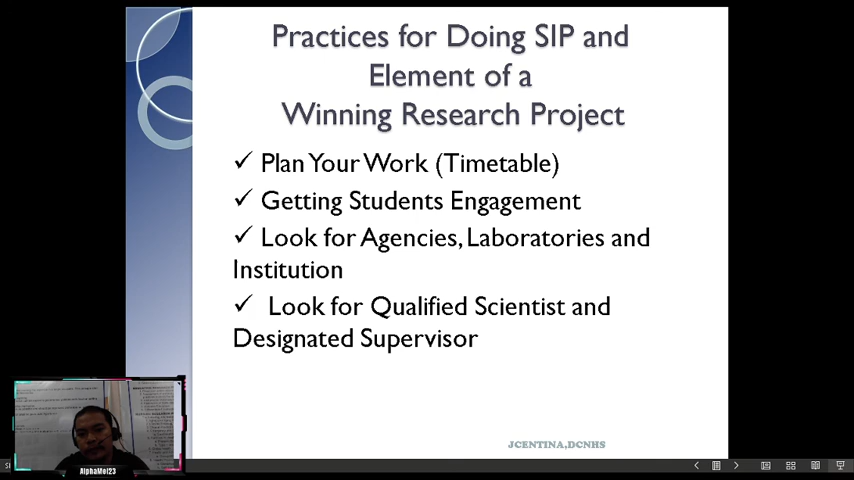 Practices for Doing SIP and
Element of a
Winning Research Project
✓ Plan Your Work (Timetable)
✓ Getting Students Engagement
✓ Look for Agencies, Laboratories and
Institution
✓ Look for Qualified Scientist and
Designated Supervisor
JCENTINA,DCNHS
AlphaMel23